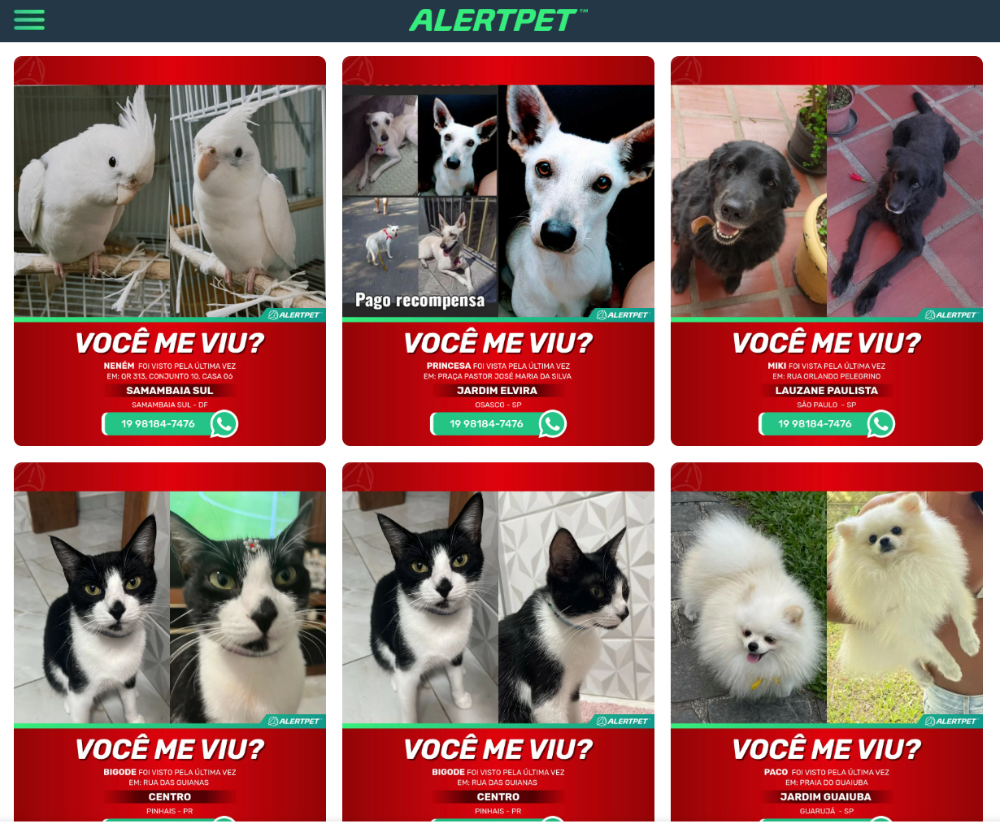 ALERTPET™
ALERTPET
VOCÊ ME VIU?
NENÉM FOI VISTO PELA ÚLTIMA VEZ
EM: QR 313, CONJUNTO 10, CASA 06
SAMAMBAIA SUL
SAMAMBAIA SUL - DF
19 98184-7476
Pago recompensa
ALERTPET
VOCÊ ME VIU?
PRINCESA FOI VISTA PELA ÚLTIMA VEZ
EM: PRAÇA PASTOR JOSÉ MARIA DA SILVA
JARDIM ELVIRA
OSASCO - SP
19 98184-7476
ALERTPET
VOCÊ ME VIU?
MIKI FOI VISTA PELA ÚLTIMA VEZ
EM: RUA ORLANDO PELEGRINO
LAUZANE PAULISTA
SÃO PAULO - SP
19 98184-7476
ALERTPET
VOCÊ ME VIU?
BIGODE FOI VISTO PELA ÚLTIMA VEZ
EM: RUA DAS GUIANAS
CENTRO
PINHAIS - PR
ALERTPET
VOCÊ ME VIU?
BIGODE FOI VISTO PELA ÚLTIMA VEZ
EM: RUA DAS GUIANAS
CENTRO
PINHAIS - PR
ALERTPET
VOCÊ ME VIU?
PACO FOI VISTO PELA ÚLTIMA VEZ
EM: PRAIA DO GUAIUBA
JARDIM GUAIUBA
GUARUJÁ - SP